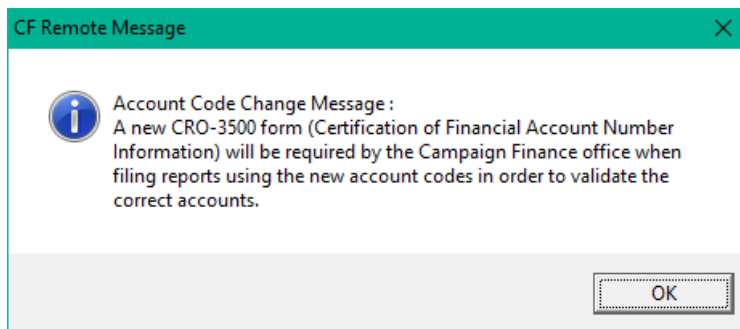 CF Remote Message
Account Code Change Message :
A new CRO-3500 form (Certification of Financial Account Number
Information) will be required by the Campaign Finance office when
filing reports using the new account codes in order to validate the
correct accounts.
OK